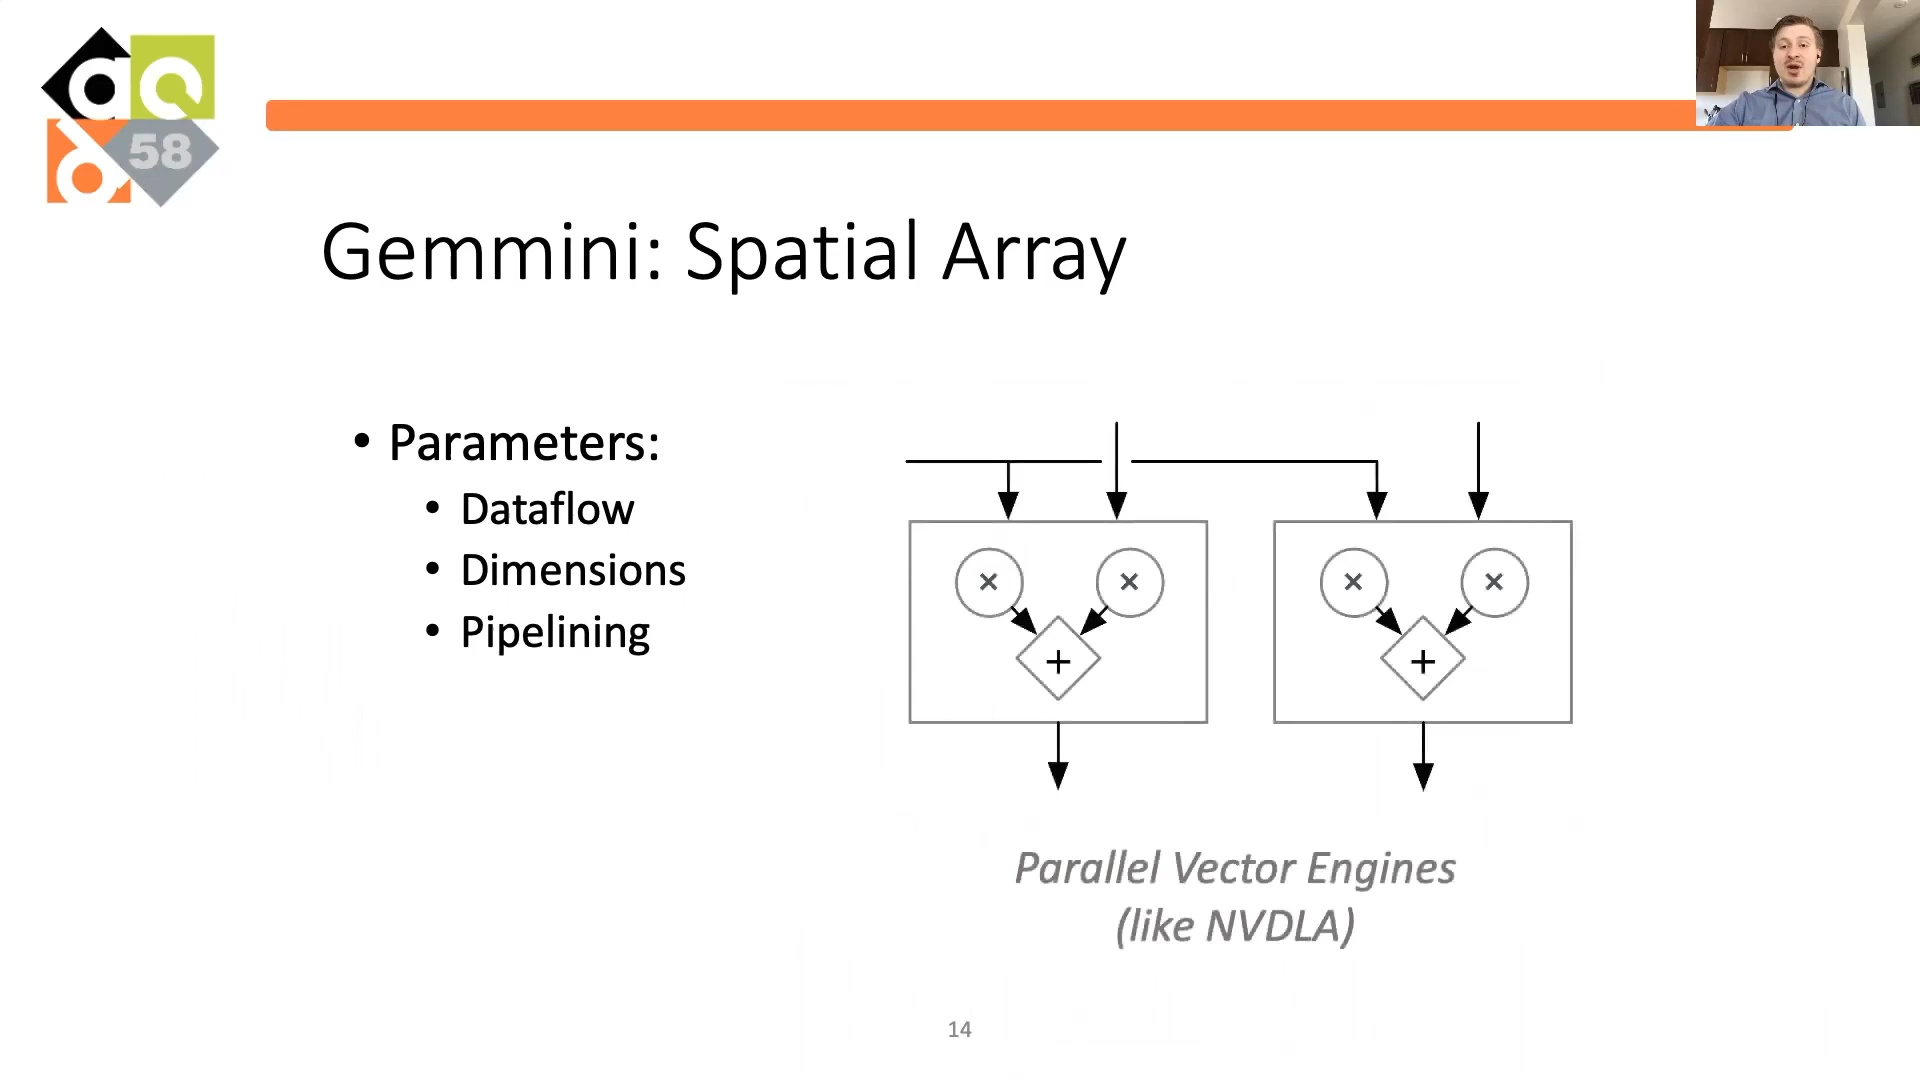 58
Gemmini: Spatial Array
• Parameters:
• Dataflow
• Dimensions
• Pipelining
× × × ×
+ +
Parallel Vector Engines
(like NVDLA)
14